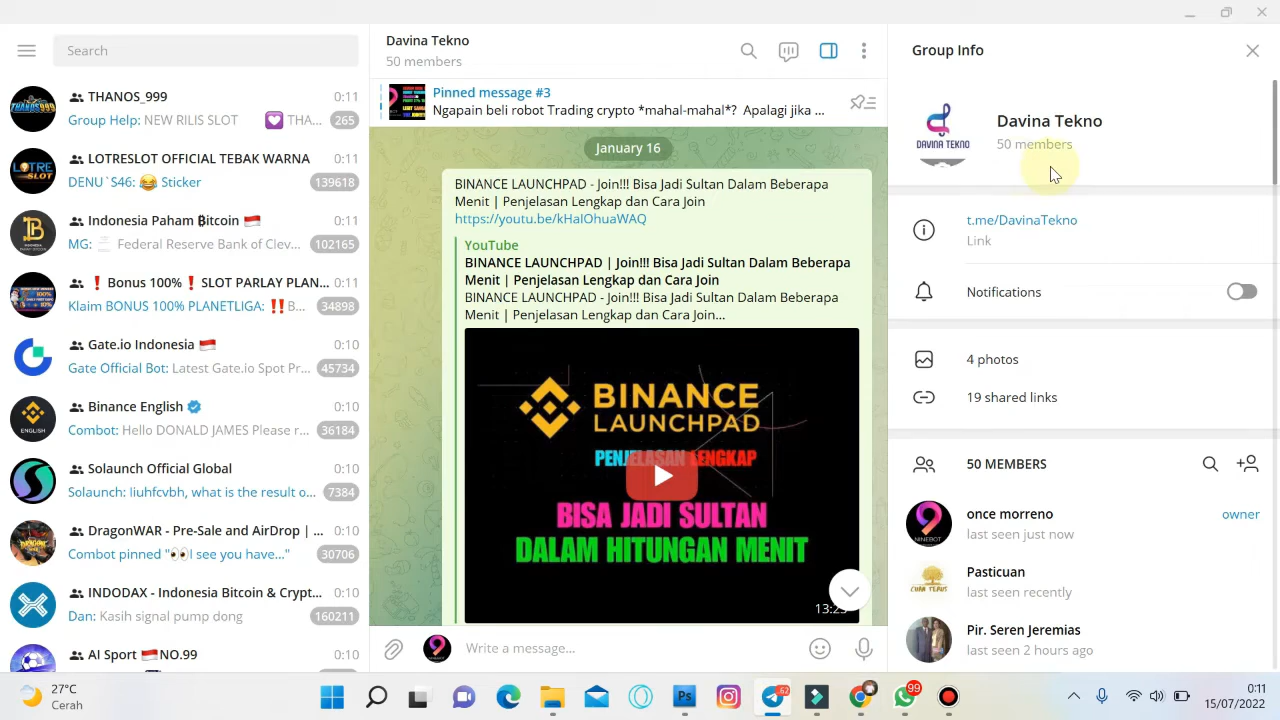 Search
THANOS 999
0:11
Group Help: NEW RILIS SLOT 💟 THA...
265
LOTRESLOT OFFICIAL TEBAK WARNA
0:11
DENU`S46: 😂 Sticker
139618
Indonesia Paham ₿itcoin 🇮🇩
0:11
MG: Federal Reserve Bank of Clev...
102165
❗Bonus 100%❗SLOT PARLAY PLAN...
0:11
Klaim BONUS 100% PLANETLIGA: ‼️B...
34898
Gate.io Indonesia 🇮🇩
0:10
Gate Official Bot: Latest Gate.io Spot Pr...
45734
Binance English
0:10
Combot: Hello DONALD JAMES Please r...
36184
ENGLISH
Solaunch Official Global
0:10
Solaunch: liuhfcvbh, what is the result o...
7384
DragonWAR - Pre-Sale and AirDrop | ...
0:10
Combot pinned "👀I see you have..."
30706
INDODAX - Indonesia Bitcoin & Crypt...
0:10
Dan: Kasih signal pump dong
160211
AI Sport 🇮🇩NO.99
0:10
Davina Tekno
50 members
Pinned message #3
Ngapain beli robot Trading crypto *mahal-mahal*? Apalagi jika ...
January 16
BINANCE LAUNCHPAD - Join!!! Bisa Jadi Sultan Dalam Beberapa
Menit | Penjelasan Lengkap dan Cara Join
https://youtu.be/kHaIOhuaWAQ
YouTube
BINANCE LAUNCHPAD | Join!!! Bisa Jadi Sultan Dalam Beberapa
Menit | Penjelasan Lengkap dan Cara Join
BINANCE LAUNCHPAD - Join!!! Bisa Jadi Sultan Dalam Beberapa
Menit | Penjelasan Lengkap dan Cara Join...
BINANCE
LAUNCHPAD
PENJELASAN LENGKAP
BISA JADI SULTAN
DALAM HITUNGAN MENIT
13:23
Write a message...
Group Info
DAVINA TEKNO
Davina Tekno
50 members
t.me/DavinaTekno
Link
Notifications
4 photos
19 shared links
50 MEMBERS
NINEBOT
once morreno
owner
last seen just now
CUAN TERUS
Pasticuan
last seen recently
Pir. Seren Jeremias
last seen 2 hours ago
27°C
Cerah
Ps
62
99
0:11
15/07/2022